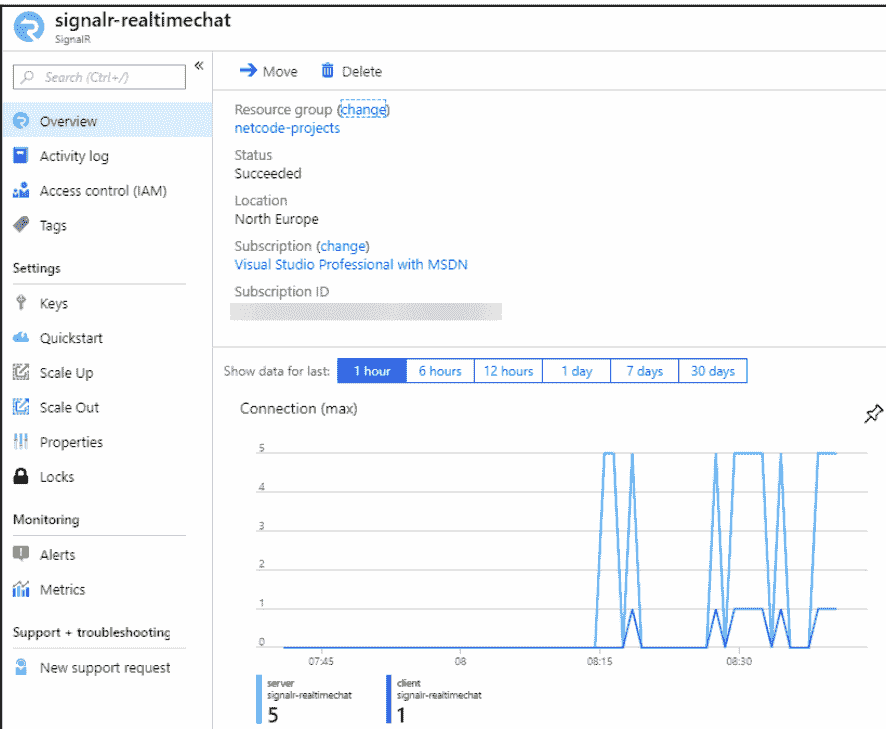 signalr-realtimechat
SignalR
Search (Ctrl+/)
«
Overview
Activity log
Access control (IAM)
Tags
Settings
Keys
Quickstart
Scale Up
Scale Out
Properties
Locks
Monitoring
Alerts
Metrics
Support + troubleshooting
New support request
Move Delete
Resource group (change)
netcode-projects
Status
Succeeded
Location
North Europe
Subscription (change)
Visual Studio Professional with MSDN
Subscription ID
Show data for last: 1 hour 6 hours 12 hours 1 day 7 days 30 days
Connection (max)
5
4
3
2
1
0
07:45 08 08:15 08:30
server
signalr-realtimechat
5
client
signalr-realtimechat
1